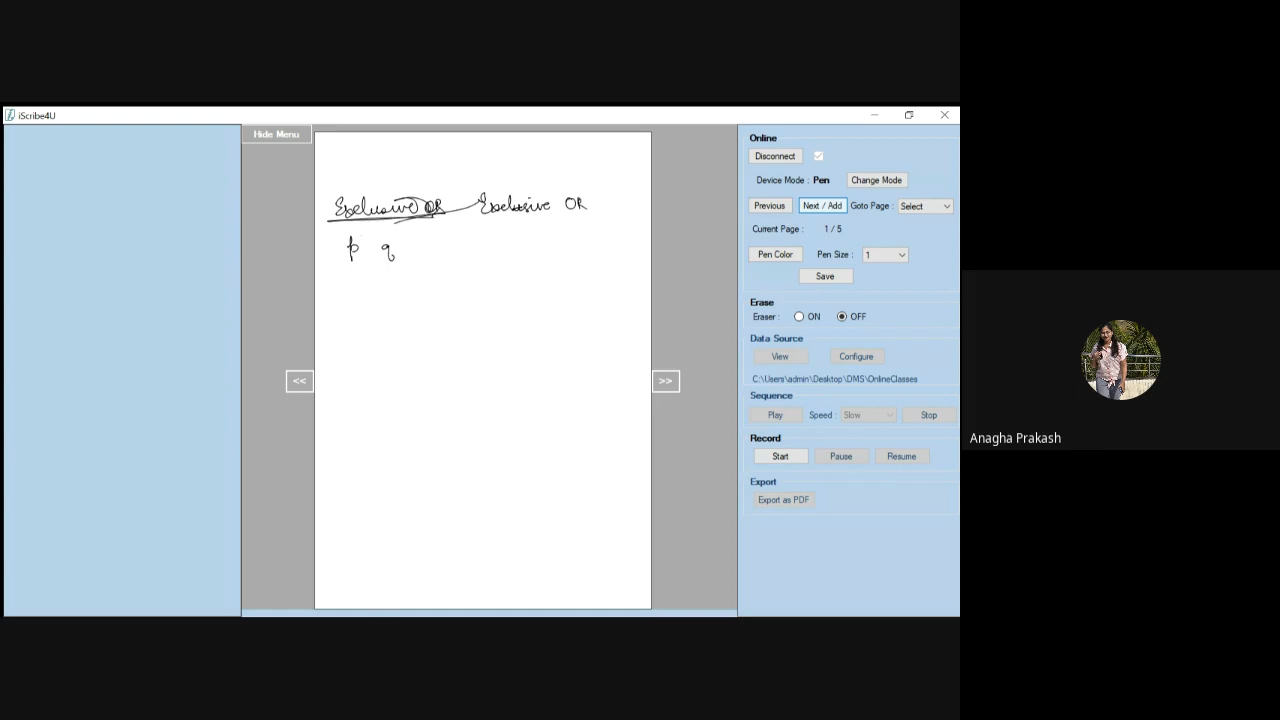 iScribe4U
Hide Menu
Exclusive OR Exclusive OR
p q
<<
>>
Online
Disconnect
Device Mode : Pen Change Mode
Previous Next / Add Goto Page : Select
Current Page : 1 / 5
Pen Color Pen Size : 1
Save
Erase
Eraser : ON OFF
Data Source
View Configure
C:\Users\admin\Desktop\DMS\OnlineClasses
Sequence
Play Speed : Slow Stop
Record
Start Pause Resume
Export
Export as PDF
Anagha Prakash